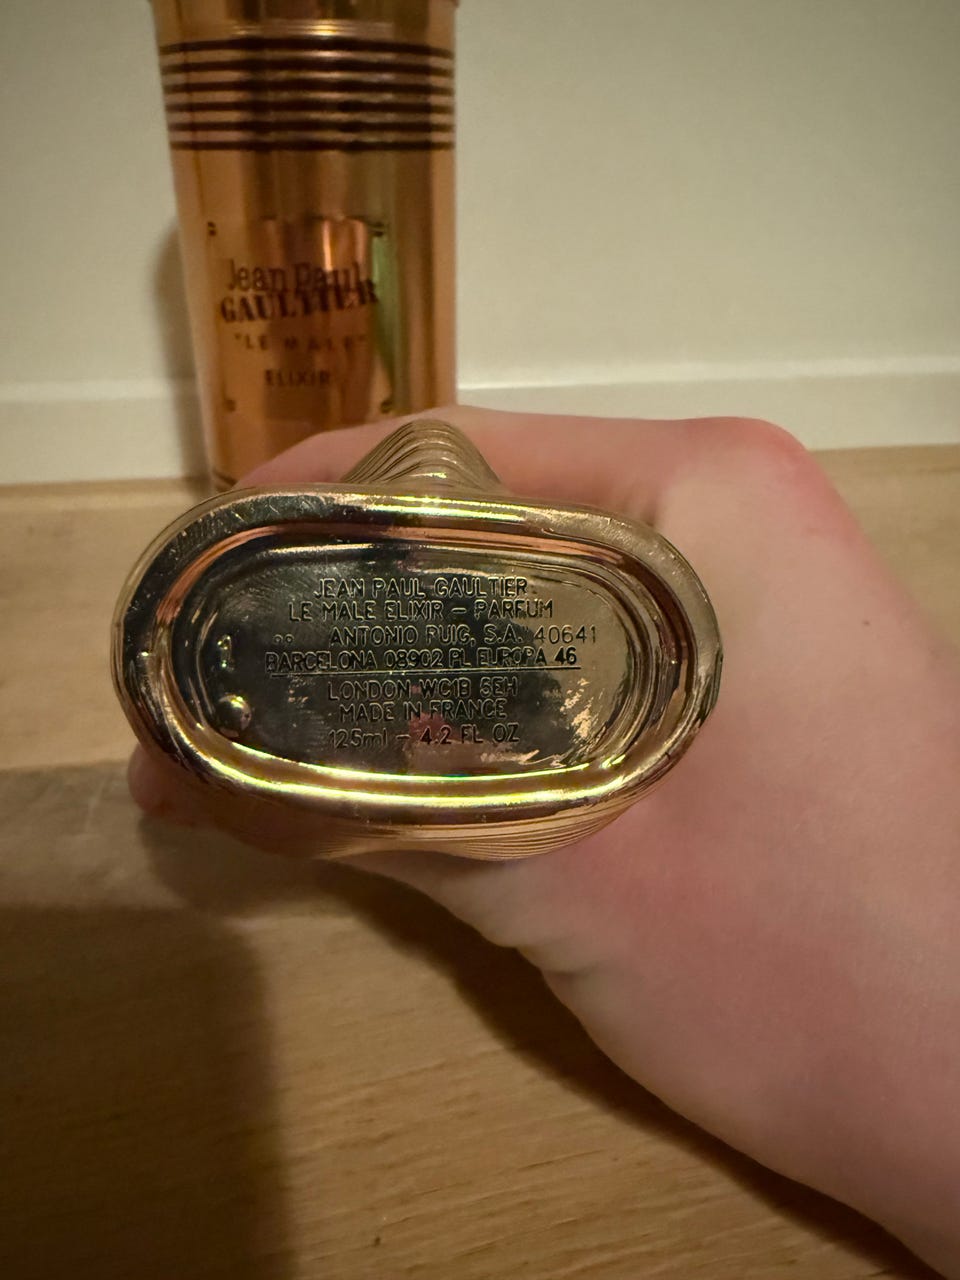 Jean Paul
GAULTIER
"LE MALE"
ELIXIR
JEAN PAUL GAULTIER
LE MALE ELIXIR – PARFUM
ANTONIO PUIG, S.A. 40641
BARCELONA 08902 PL EUROPA 46
LONDON WC1B 5EH
MADE IN FRANCE
125ml – 4.2 FL OZ
1